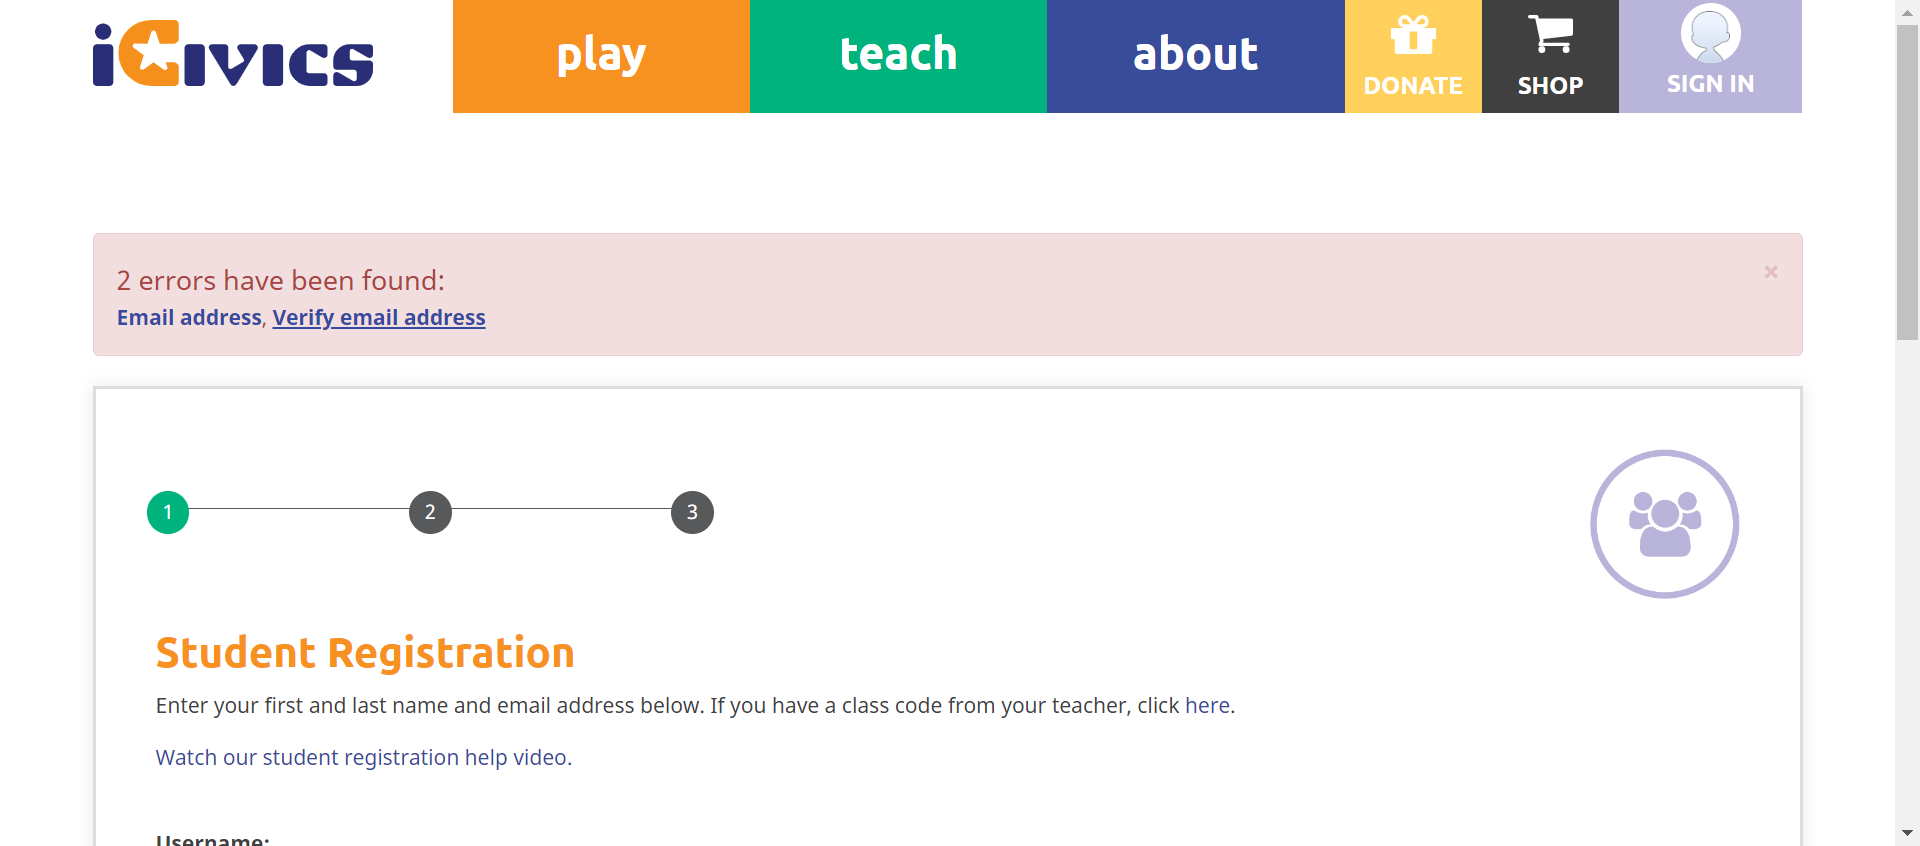 iCivics
play
teach
about
DONATE
SHOP
SIGN IN
2 errors have been found:
×
Email address, Verify email address
1
2
3
Student Registration
Enter your first and last name and email address below. If you have a class code from your teacher, click here.
Watch our student registration help video.
Username: